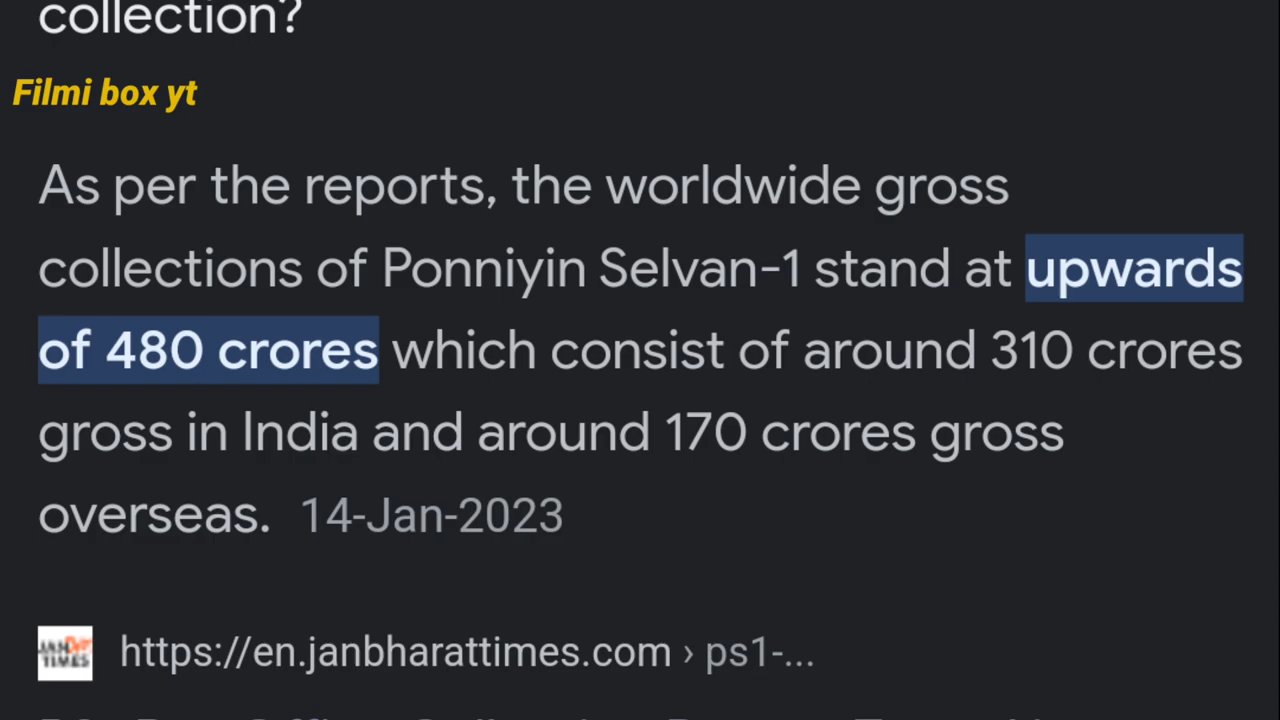 collection?
Filmi box yt
As per the reports, the worldwide gross
collections of Ponniyin Selvan-1 stand at upwards
of 480 crores which consist of around 310 crores
gross in India and around 170 crores gross
overseas. 14-Jan-2023
JAN
TIMES
https://en.janbharattimes.com › ps1-...